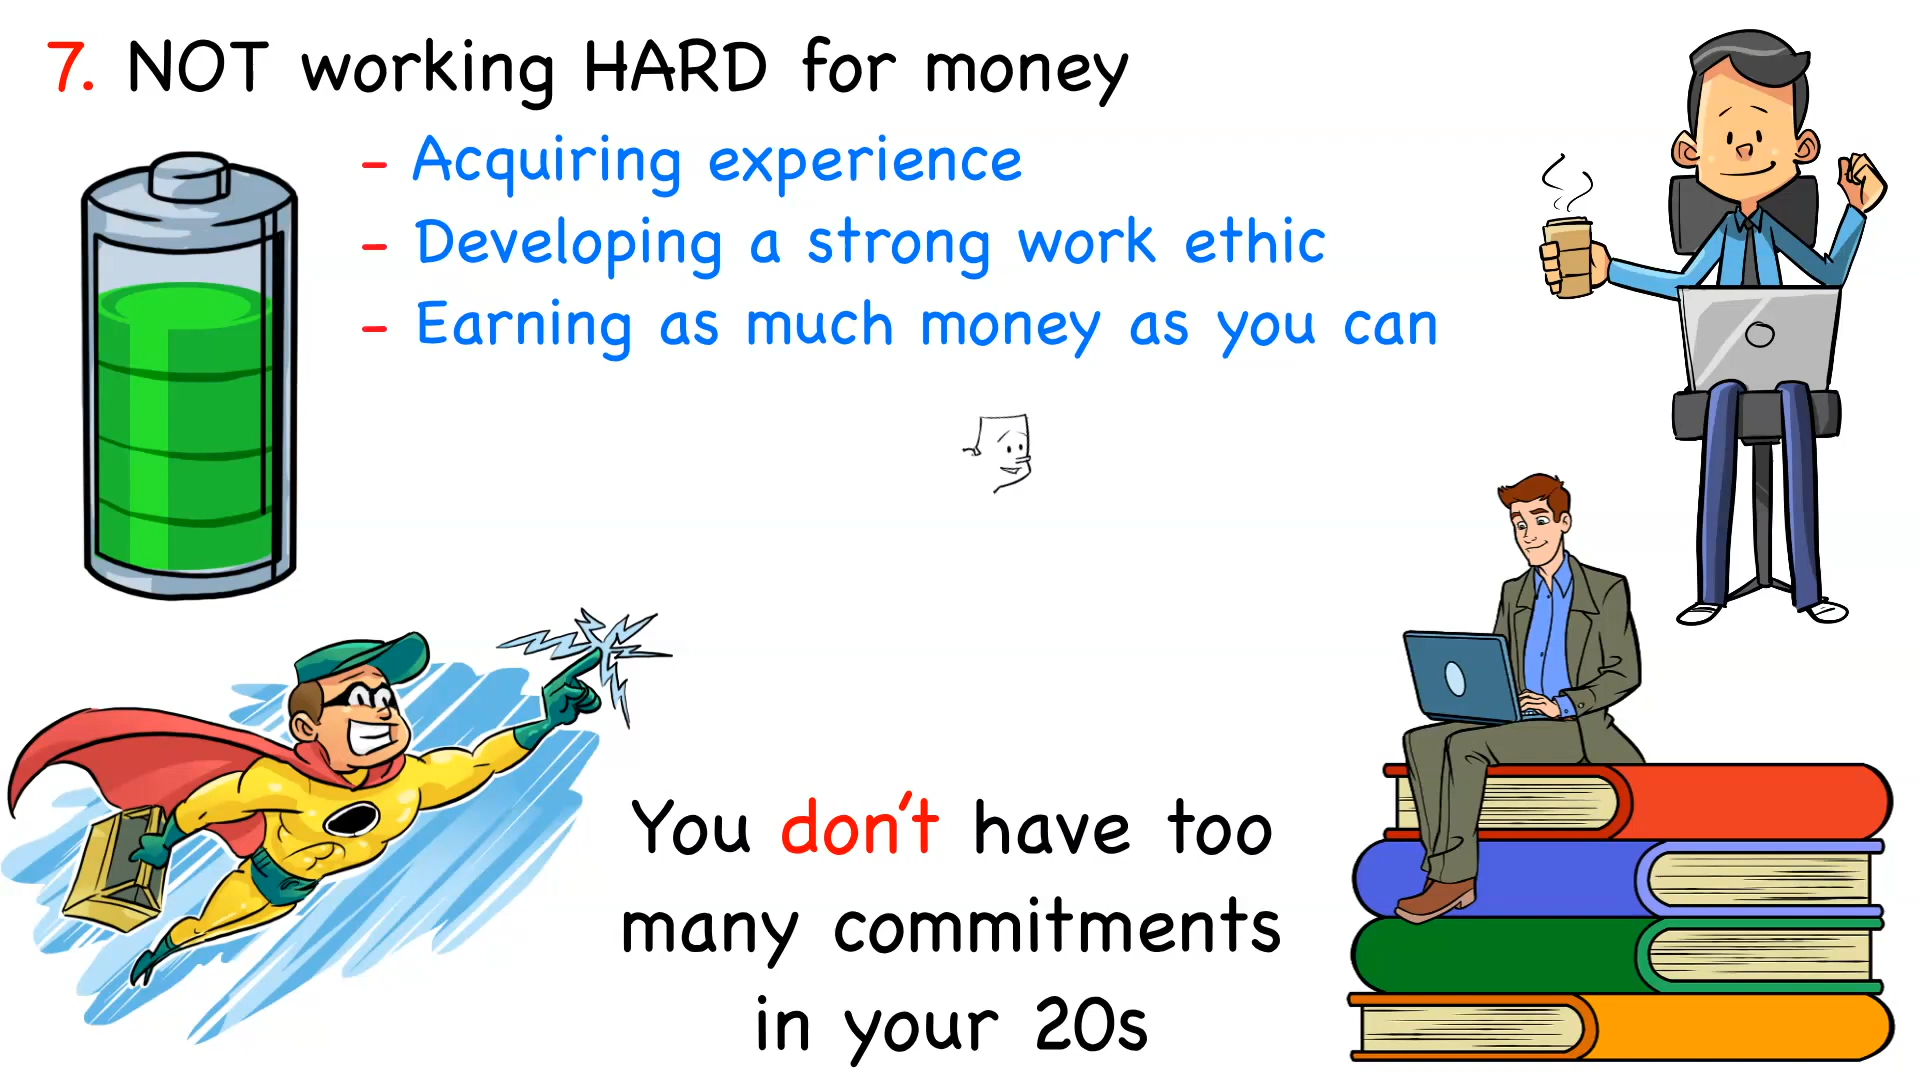 7. NOT working HARD for money
- Acquiring experience
- Developing a strong work ethic
- Earning as much money as you can
You don't have too
many commitments
in your 20s